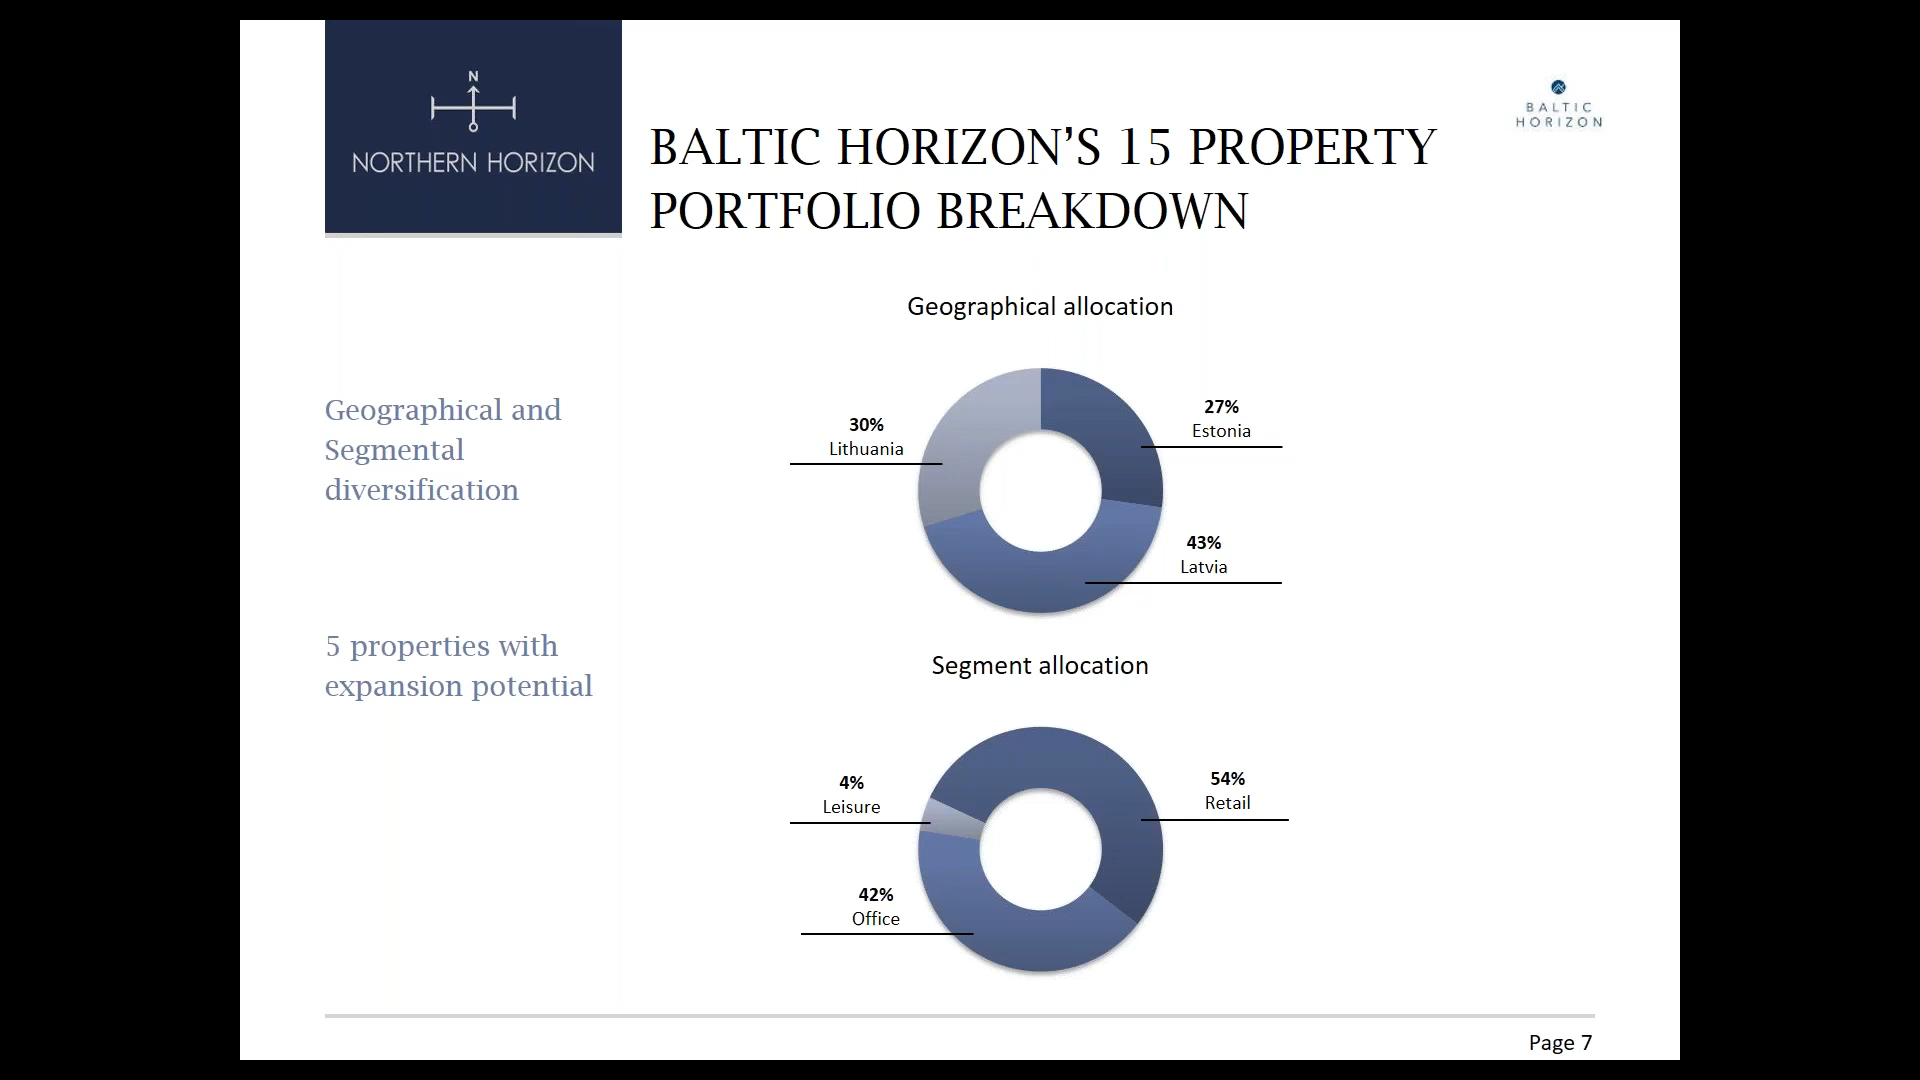 N
NORTHERN HORIZON
BALTIC
HORIZON
BALTIC HORIZON’S 15 PROPERTY
PORTFOLIO BREAKDOWN
Geographical and
Segmental
diversification
5 properties with
expansion potential
Geographical allocation
30%
Lithuania
27%
Estonia
43%
Latvia
Segment allocation
4%
Leisure
54%
Retail
42%
Office
Page 7